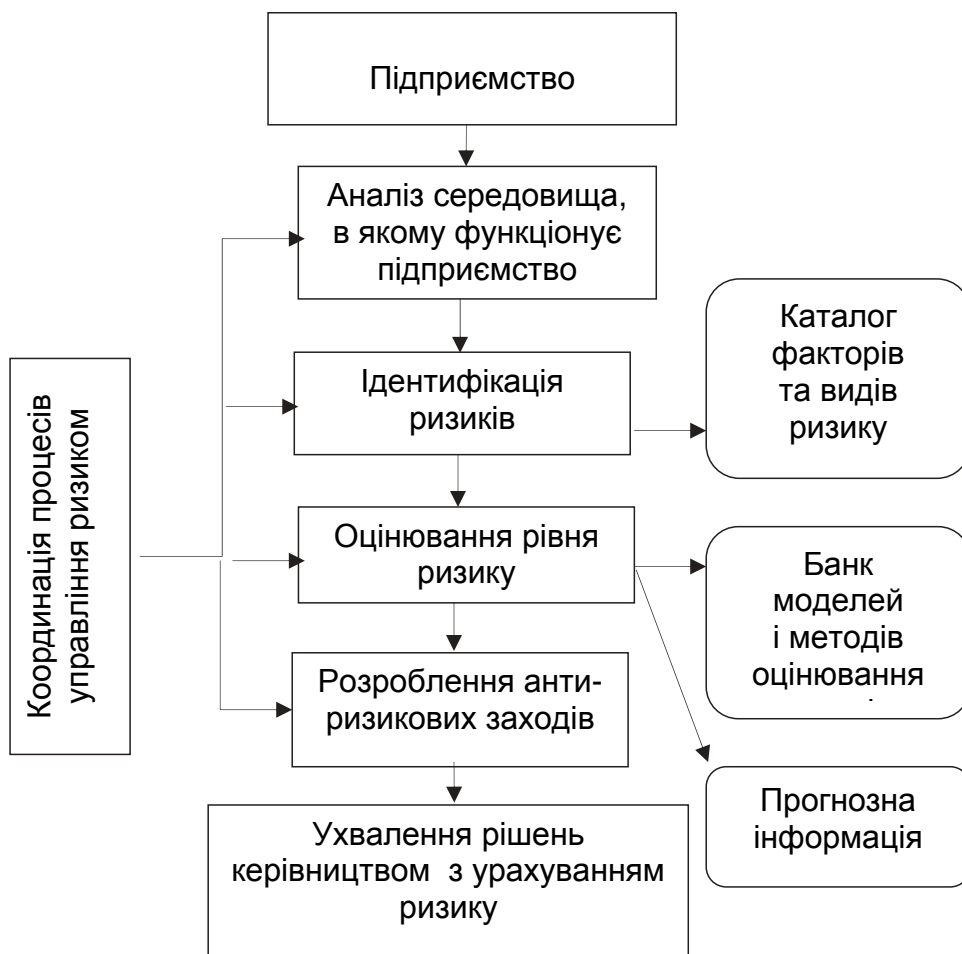 Підприємство
Аналіз середовища,
в якому функціонує
підприємство
Каталог
факторів
та видів
ризику
Ідентифікація
ризиків
Координація процесів
управління ризиком
Оцінювання рівня
ризику
Банк
моделей
і методів
оцінювання
Розроблення анти-
ризикових заходів
Прогнозна
інформація
Ухвалення рішень
керівництвом з урахуванням
ризику